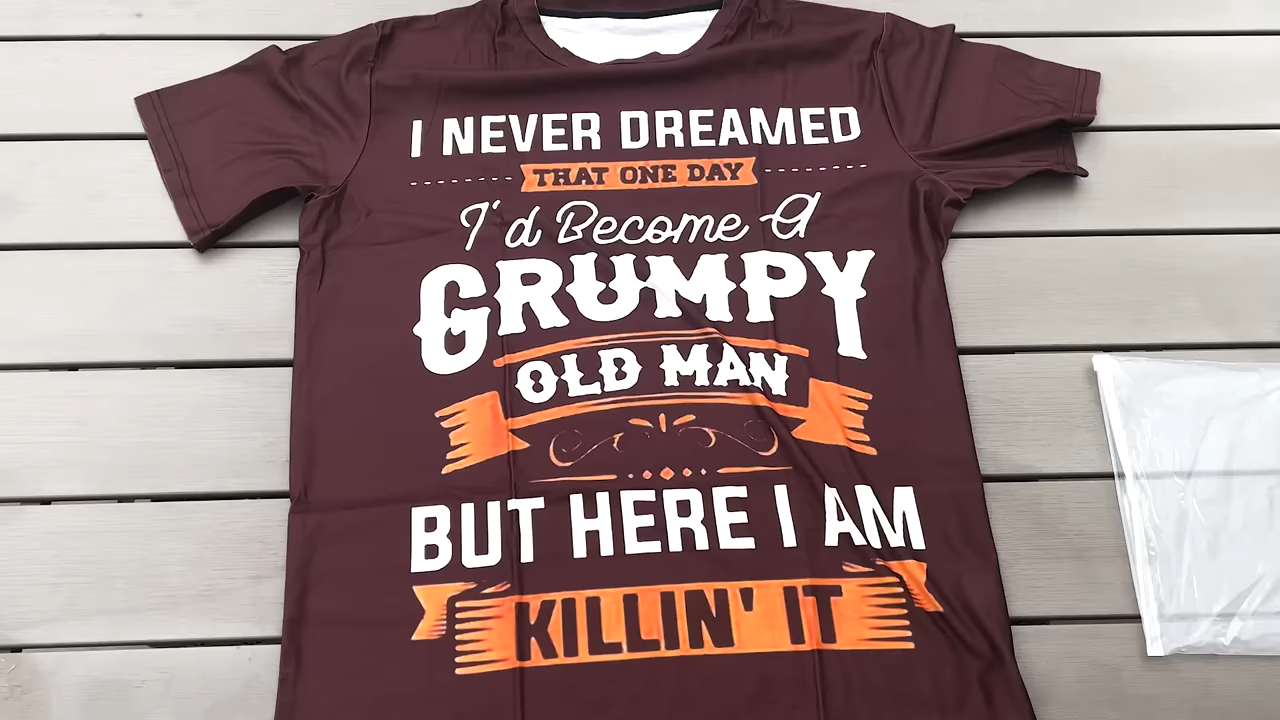 I NEVER DREAMED
THAT ONE DAY
I'd Become A
GRUMPY
OLD MAN
BUT HERE I AM
KILLIN' IT